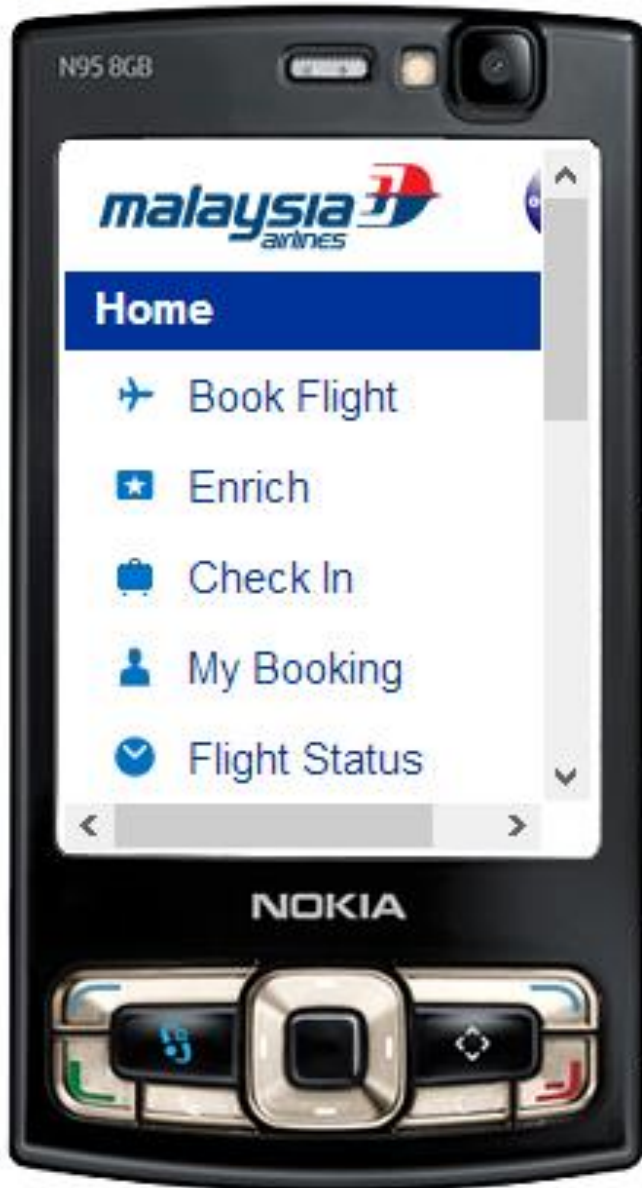 N95 8GB
malaysia
airlines
Home
Book Flight
Enrich
Check In
My Booking
Flight Status
NOKIA